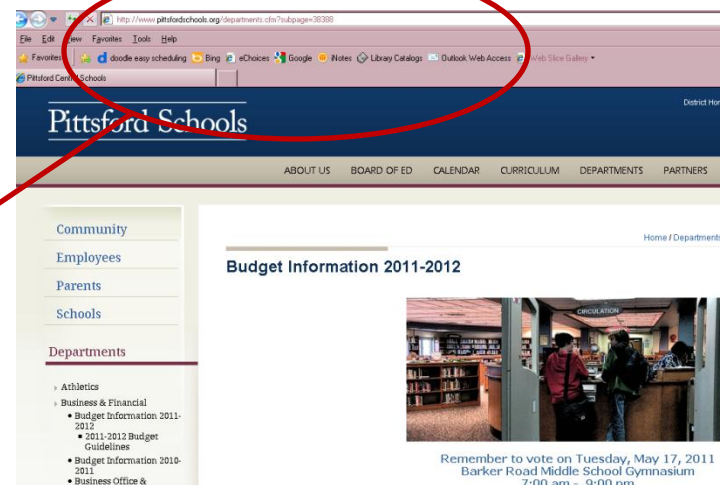 http://www.pittsfordschools.org/departments.cfm?subpage=38388
File Edit View Favorites Tools Help
Favorites doodle easy scheduling Bing eChoices Google iNotes Library Catalogs Outlook Web Access Web Slice Gallery
Pittsford Central Schools
District Hom
Pittsford Schools
ABOUT US BOARD OF ED CALENDAR CURRICULUM DEPARTMENTS PARTNERS
Community
Home / Departments
Employees
Budget Information 2011-2012
Parents
Schools
CIRCULATION
Departments
Athletics
Business & Financial
• Budget Information 2011-
2012
▪ 2011-2012 Budget
Guidelines
• Budget Information 2010-
2011
• Business Office &
Remember to vote on Tuesday, May 17, 2011
Barker Road Middle School Gymnasium
7:00 am - 9:00 pm